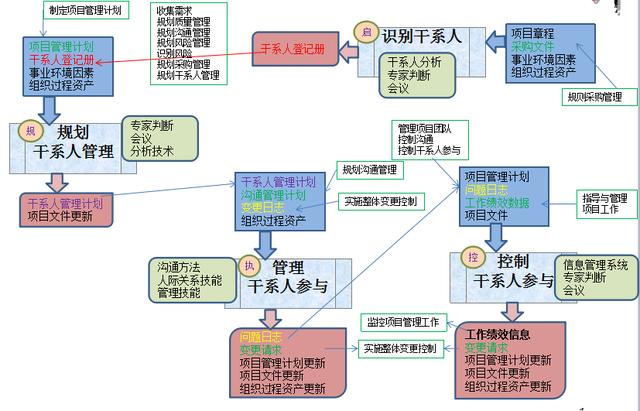 制定项目管理计划
收集需求
规划质量管理
规划沟通管理
规划风险管理
识别风险
规划采购管理
规划干系人管理
项目管理计划
干系人登记册
事业环境因素
组织过程资产
干系人登记册
启
识别干系人
干系人分析
专家判断
会议
项目章程
采购文件
事业环境因素
组织过程资产
规则采购管理
规
规划
干系人管理
专家判断
会议
分析技术
干系人管理计划
项目文件更新
管理项目团队
控制沟通
控制干系人参与
规划沟通管理
实施整体变更控制
干系人管理计划
沟通管理计划
变更日志
组织过程资产
项目管理计划
问题日志
工作绩效数据
项目文件
指导与管理
项目工作
沟通方法
人际关系技能
管理技能
执
管理
干系人参与
控
控制
干系人参与
信息管理系统
专家判断
会议
问题日志
变更请求
项目管理计划更新
项目文件更新
组织过程资产更新
监控项目管理工作
实施整体变更控制
工作绩效信息
变更请求
项目管理计划更新
项目文件更新
组织过程资产更新